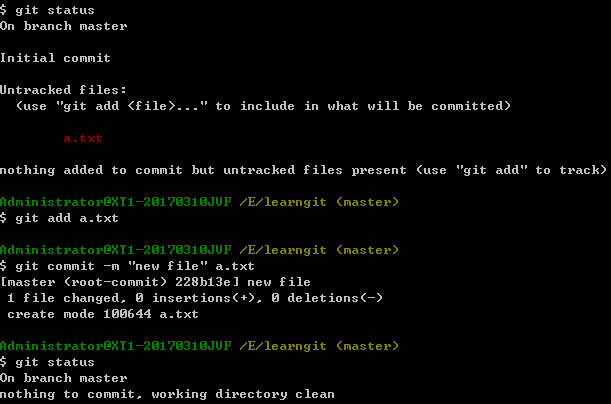 $ git status
On branch master
Initial commit
Untracked files:
(use "git add <file>..." to include in what will be committed)
a.txt
nothing added to commit but untracked files present (use "git add" to track)
Administrator@XT1-20170310JVF /E/learngit (master)
$ git add a.txt
Administrator@XT1-20170310JVF /E/learngit (master)
$ git commit -m "new file" a.txt
[master (root-commit) 228b13e] new file
1 file changed, 0 insertions(+), 0 deletions(-)
create mode 100644 a.txt
Administrator@XT1-20170310JVF /E/learngit (master)
$ git status
On branch master
nothing to commit, working directory clean